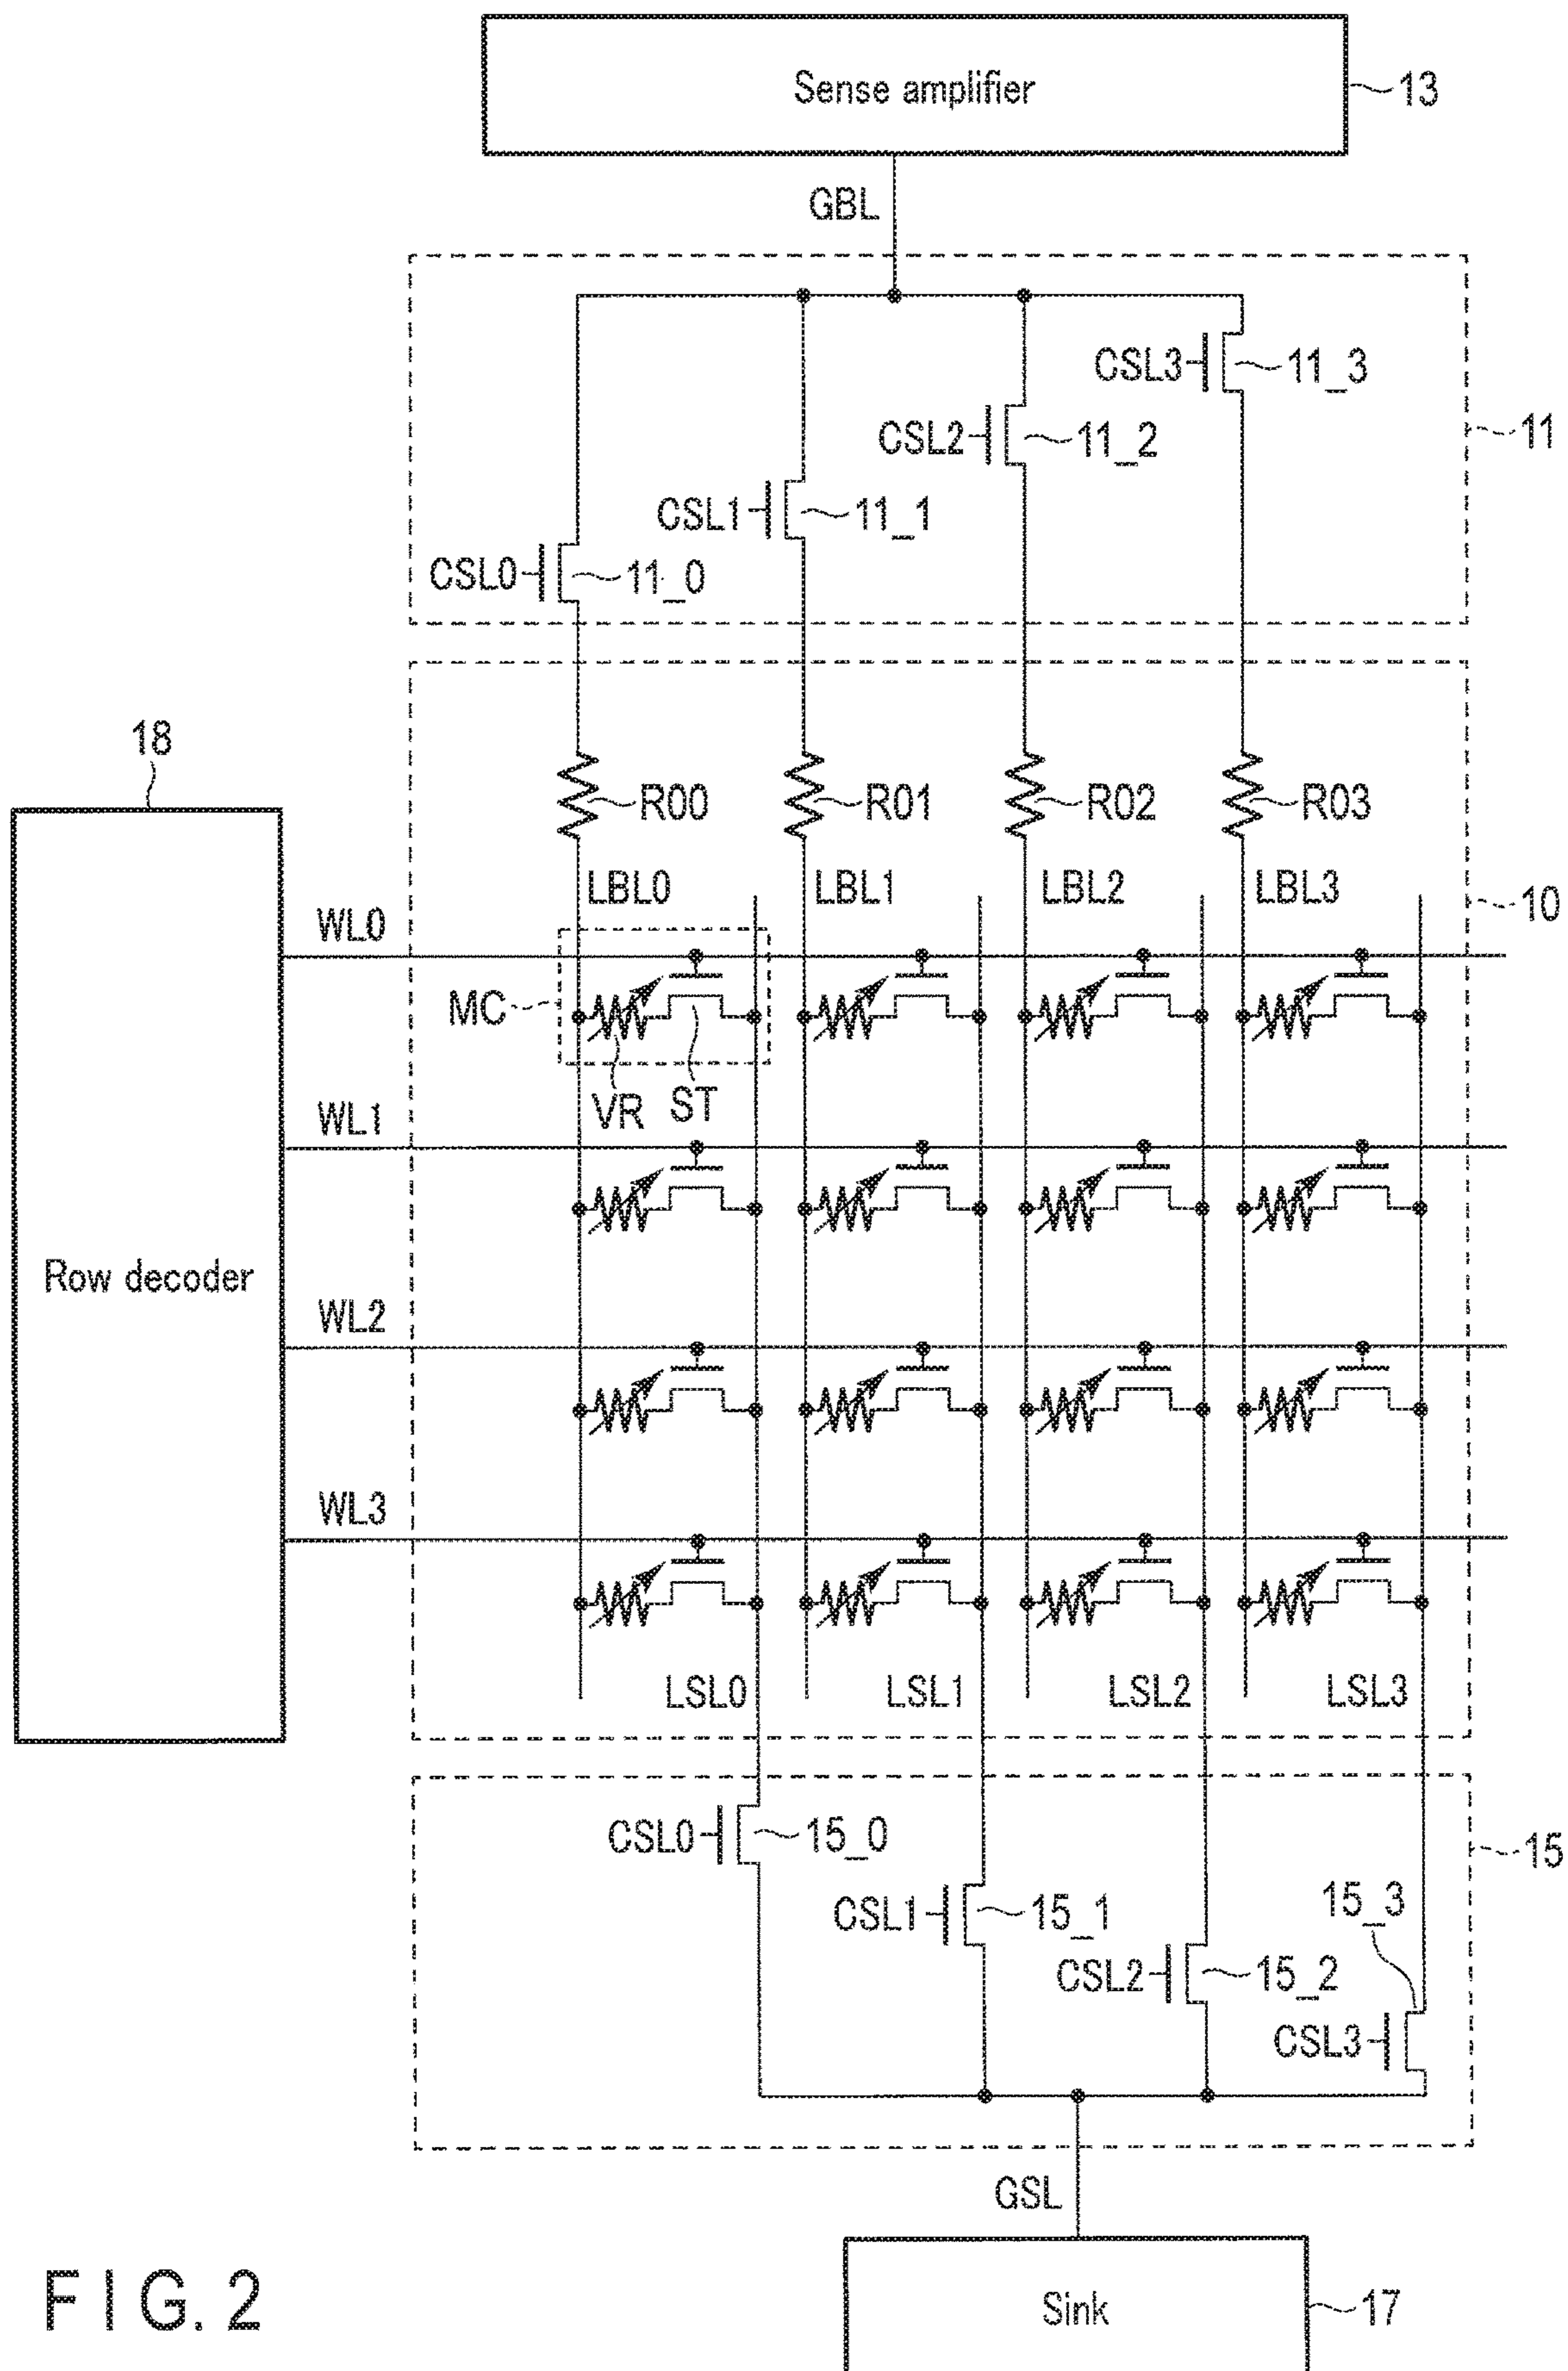 Sense amplifier
13
GBL
CSL3 11_3
CSL2 11_2
11
CSL1 11_1
CSL0 11_0
18
R00 R01 R02 R03
LBL0 LBL1 LBL2 LBL3
10
WL0
MC
VR ST
WL1
Row decoder
WL2
WL3
LSL0 LSL1 LSL2 LSL3
CSL0 15_0
15
CSL1 15_1
15_3
CSL2 15_2
CSL3
GSL
FIG. 2
Sink
17